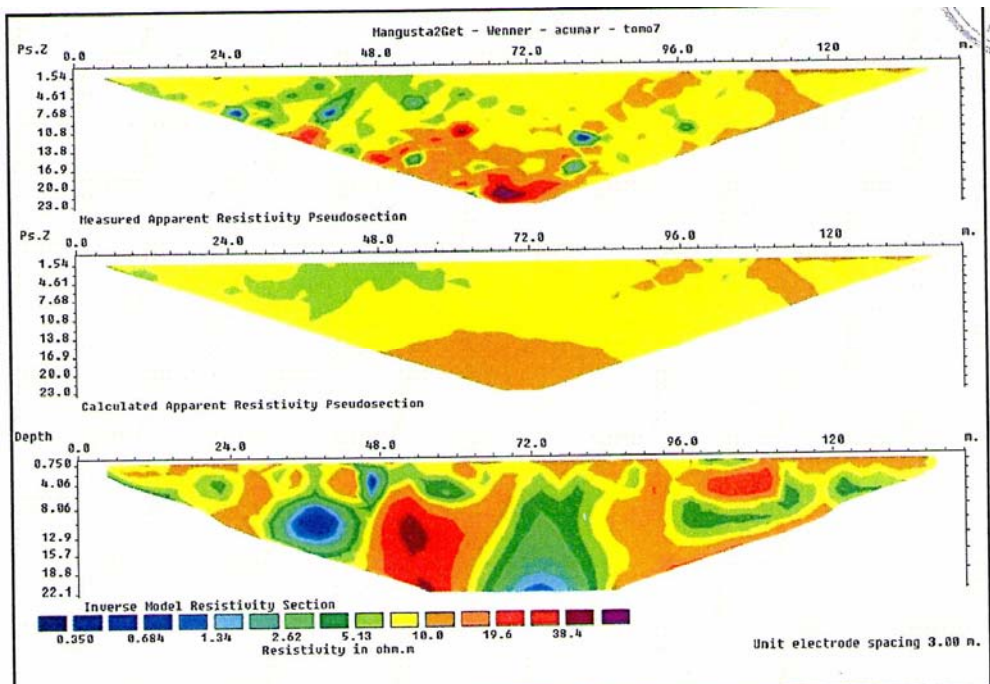 Mangusta2Get - Wenner - acumar - tomo7
Ps.Z 0.0 24.0 48.0 72.0 96.0 120 m.
1.54
4.61
7.68
10.8
13.8
16.9
20.0
23.0
Measured Apparent Resistivity Pseudosection
Ps.Z 0.0 24.0 48.0 72.0 96.0 120 m.
1.54
4.61
7.68
10.8
13.8
16.9
20.0
23.0
Calculated Apparent Resistivity Pseudosection
Depth 0.0 24.0 48.0 72.0 96.0 120 m.
0.750
4.06
8.06
12.9
15.7
18.8
22.1
Inverse Model Resistivity Section
0.350 0.684 1.34 2.62 5.13 10.0 19.6 38.4
Resistivity in ohm.m
Unit electrode spacing 3.00 m.